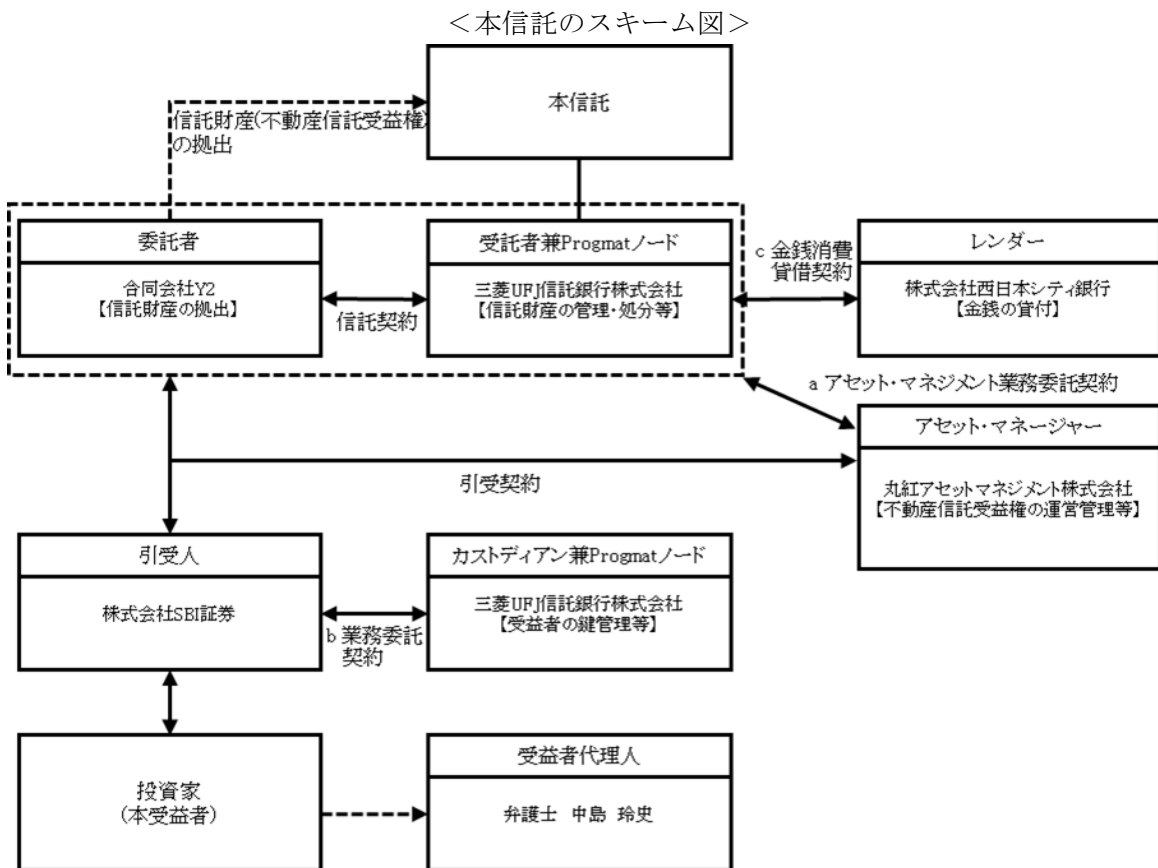 ＜本信託のスキーム図＞
本信託
信託財産(不動産信託受益権)
の拠出
委託者
合同会社Y2
【信託財産の拠出】
信託契約
受託者兼Progmatノード
三菱UFJ信託銀行株式会社
【信託財産の管理・処分等】
c 金銭消費
貸借契約
レンダー
株式会社西日本シティ銀行
【金銭の貸付】
a アセット・マネジメント業務委託契約
アセット・マネージャー
丸紅アセットマネジメント株式会社
【不動産信託受益権の運営管理等】
引受契約
引受人
株式会社SBI証券
b 業務委託
契約
カストディアン兼Progmatノード
三菱UFJ信託銀行株式会社
【受益者の鍵管理等】
投資家
(本受益者)
受益者代理人
弁護士 中島 玲史